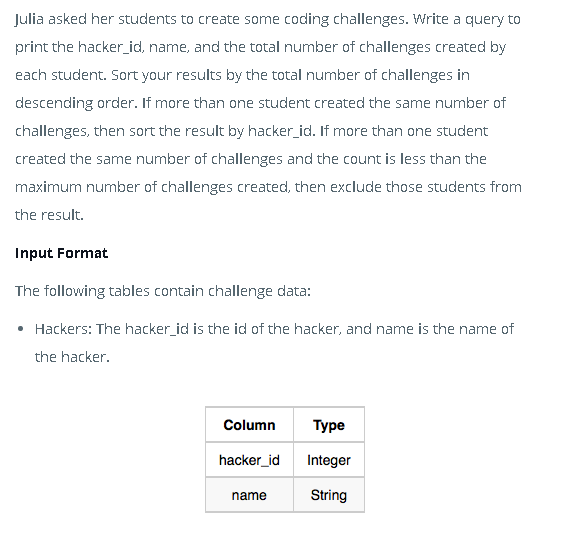 Julia asked her students to create some coding challenges. Write a query to
print the hacker_id, name, and the total number of challenges created by
each student. Sort your results by the total number of challenges in
descending order. If more than one student created the same number of
challenges, then sort the result by hacker_id. If more than one student
created the same number of challenges and the count is less than the
maximum number of challenges created, then exclude those students from
the result.
Input Format
The following tables contain challenge data:
• Hackers: The hacker_id is the id of the hacker, and name is the name of
the hacker.
Column Type
hacker_id Integer
name String